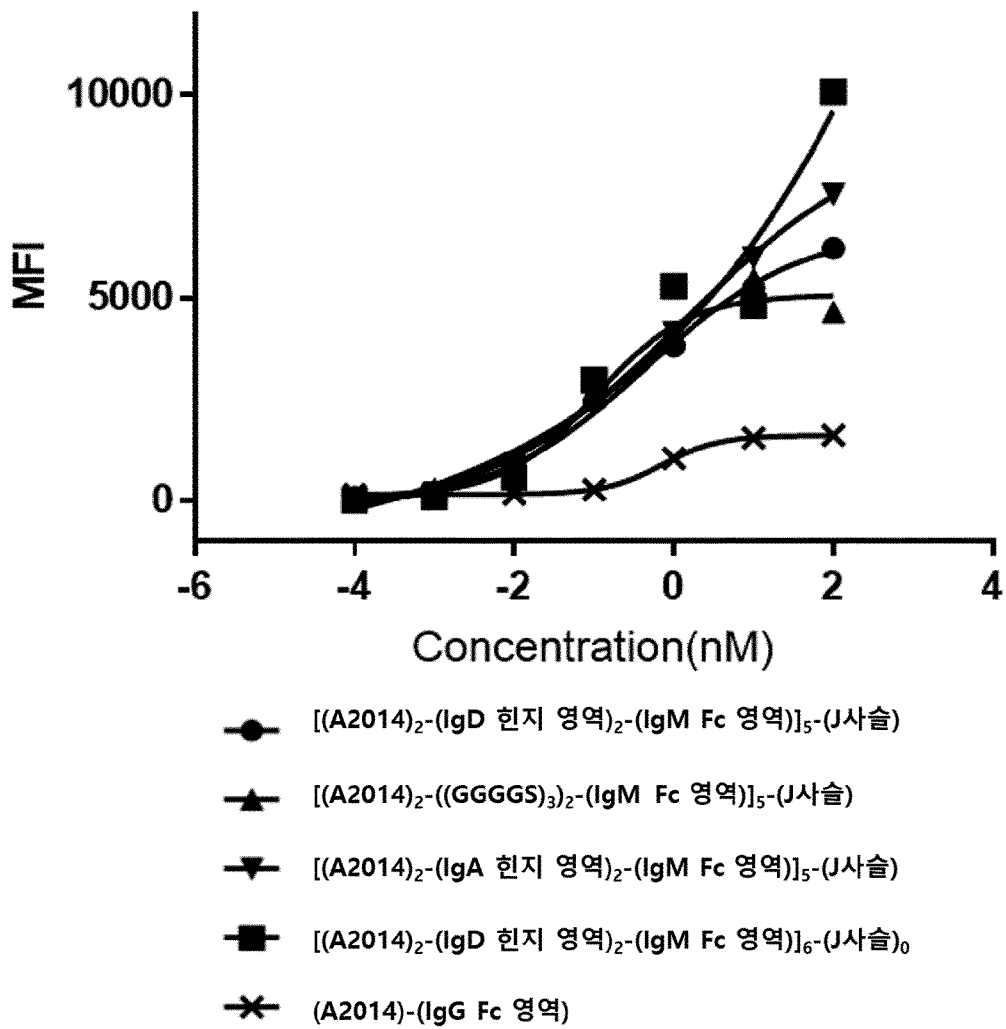 10000
MFI
5000
0
-6 -4 -2 0 2 4
Concentration(nM)
[(A2014)₂-(IgD 힌지 영역)₂-(IgM Fc 영역)]₅-(J사슬)
[(A2014)₂-((GGGGS)₃)₂-(IgM Fc 영역)]₅-(J사슬)
[(A2014)₂-(IgA 힌지 영역)₂-(IgM Fc 영역)]₅-(J사슬)
[(A2014)₂-(IgD 힌지 영역)₂-(IgM Fc 영역)]₆-(J사슬)₀
(A2014)-(IgG Fc 영역)